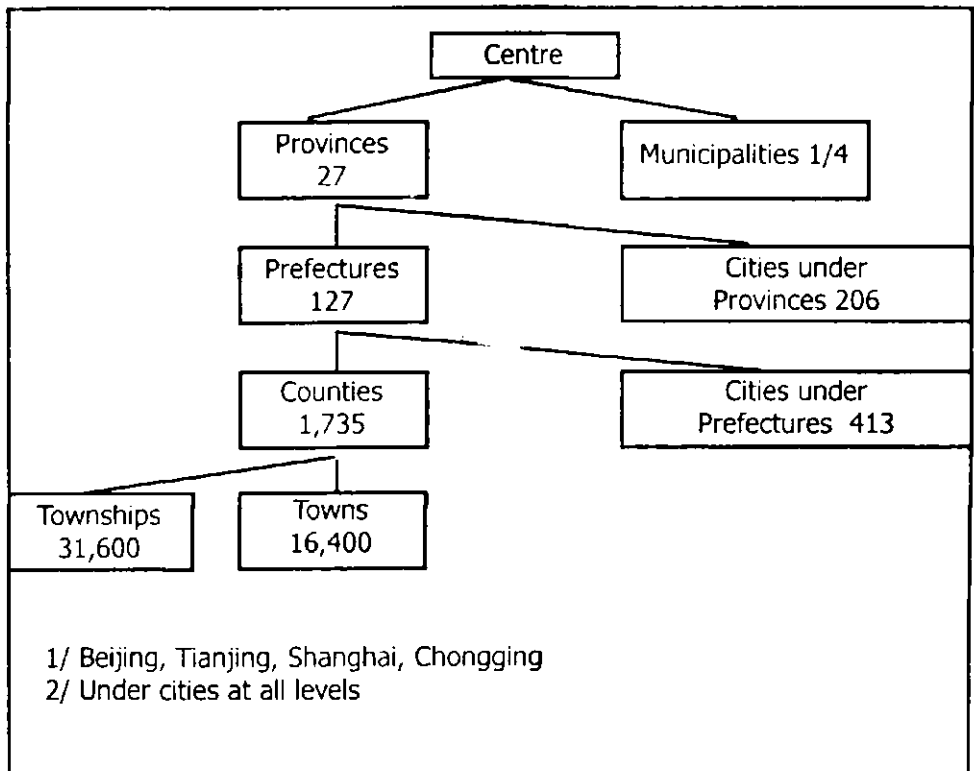 Centre
Provinces
27
Municipalities 1/4
Prefectures
127
Cities under
Provinces 206
Counties
1,735
Cities under
Prefectures 413
Townships
31,600
Towns
16,400
1/ Beijing, Tianjing, Shanghai, Chongging
2/ Under cities at all levels